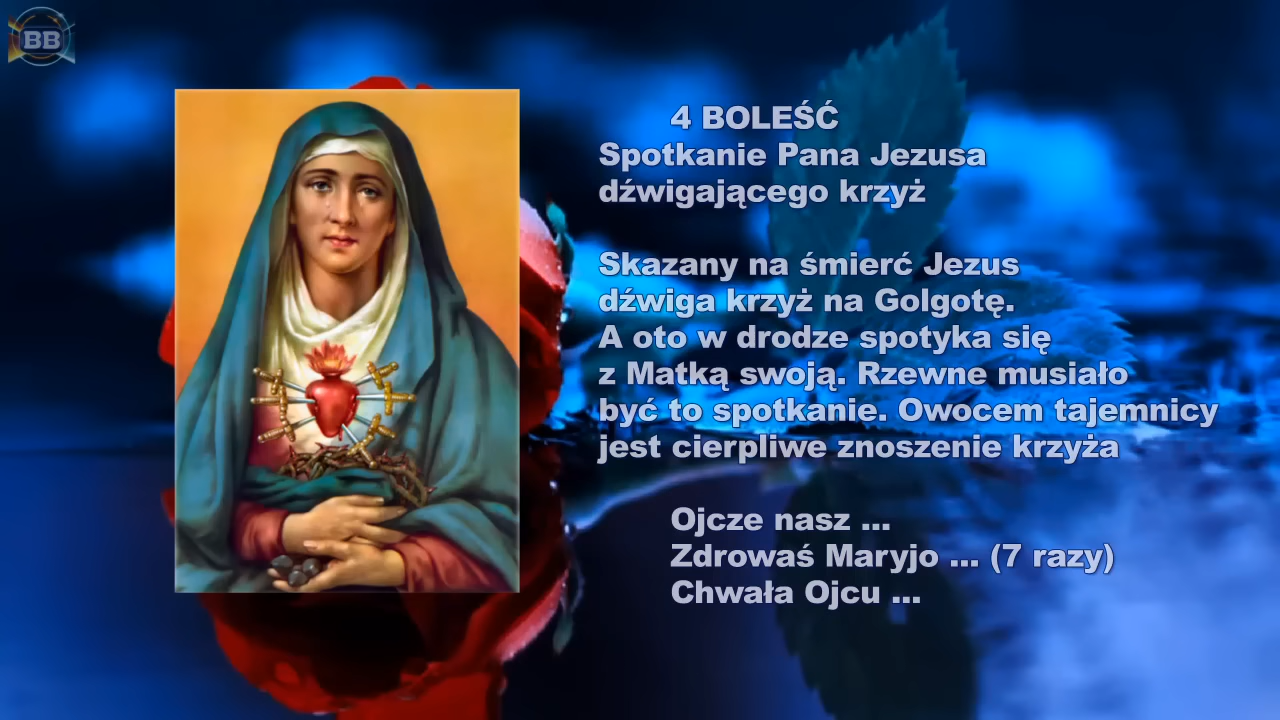 BB
4 BOLEŚĆ
Spotkanie Pana Jezusa
dźwigającego krzyż
Skazany na śmierć Jezus
dźwiga krzyż na Golgotę.
A oto w drodze spotyka się
z Matką swoją. Rzewne musiało
być to spotkanie. Owocem tajemnicy
jest cierpliwe znoszenie krzyża
Ojcze nasz ...
Zdrowaś Maryjo ... (7 razy)
Chwała Ojcu ...